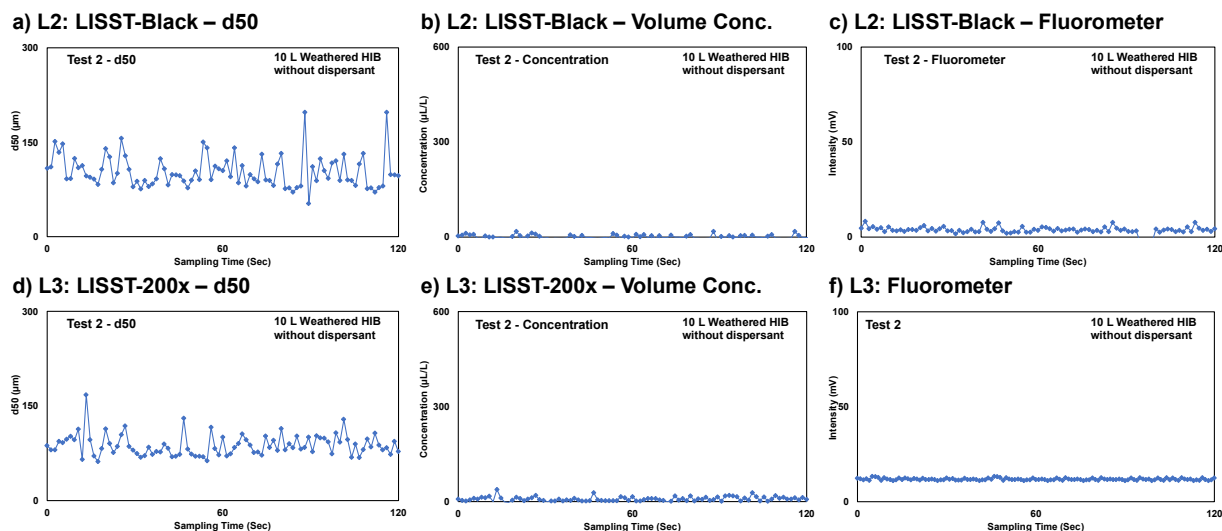 a) L2: LISST-Black – d50
300
Test 2 - d50
10 L Weathered HIB
without dispersant
d50 (µm)
150
0
0
60
120
Sampling Time (Sec)
b) L2: LISST-Black – Volume Conc.
600
Test 2 - Concentration
10 L Weathered HIB
without dispersant
Concentration (µL/L)
300
0
0
60
120
Sampling Time (Sec)
c) L2: LISST-Black – Fluorometer
100
Test 2 - Fluorometer
10 L Weathered HIB
without dispersant
Intensity (mV)
50
0
0
60
120
Sampling Time (Sec)
d) L3: LISST-200x – d50
300
Test 2 - d50
10 L Weathered HIB
without dispersant
d50 (µm)
150
0
0
60
120
Sampling Time (Sec)
e) L3: LISST-200x – Volume Conc.
600
Test 2 - Concentration
10 L Weathered HIB
without dispersant
Concentration (µL/L)
300
0
0
60
120
Sampling Time (Sec)
f) L3: Fluorometer
100
Test 2
10 L Weathered HIB
without dispersant
Intensity (mV)
50
0
0
60
120
Sampling Time (Sec)